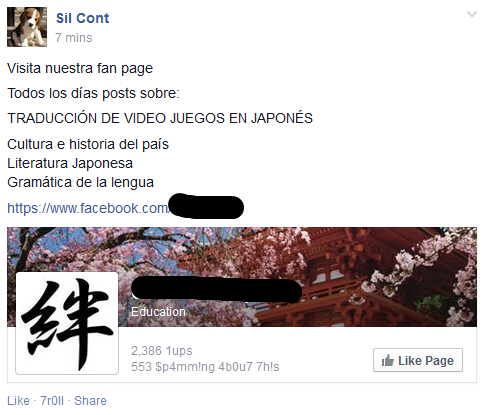 Sil Cont
7 mins
Visita nuestra fan page
Todos los días posts sobre:
TRADUCCIÓN DE VIDEO JUEGOS EN JAPONÉS
Cultura e historia del país
Literatura Japonesa
Gramática de la lengua
https://www.facebook.com/
絆
Education
2,386 1ups
553 $p4mm!ng 4b0u7 7h!s
Like Page
Like · 7r0ll · Share